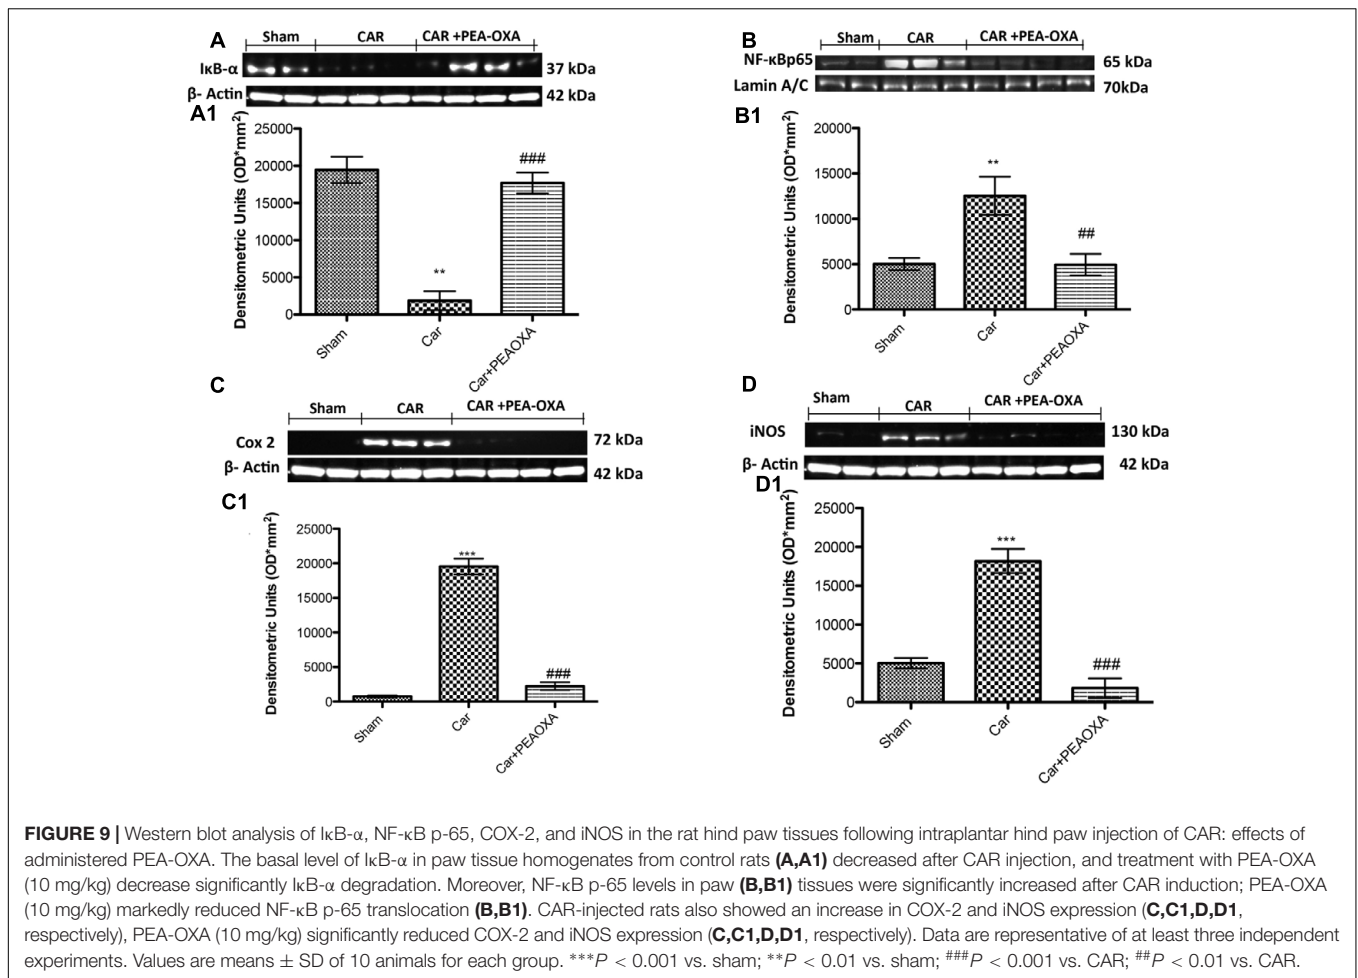 A
Sham CAR CAR +PEA-OXA
IκB-α 37 kDa
β- Actin 42 kDa
A1
Densitometric Units (OD*mm²)
25000
20000
15000
10000
5000
0
**
###
Sham
Car
Car+PEAOXA
B
Sham CAR CAR +PEA-OXA
NF-κBp65 65 kDa
Lamin A/C 70kDa
B1
Densitometric Units (OD*mm²)
20000
15000
10000
5000
0
**
##
Sham
Car
Car+PEAOXA
C
Sham CAR CAR +PEA-OXA
Cox 2 72 kDa
β- Actin 42 kDa
C1
Densitometric Units (OD*mm²)
25000
20000
15000
10000
5000
0
***
###
Sham
Car
Car+PEAOXA
D
Sham CAR CAR +PEA-OXA
iNOS 130 kDa
β- Actin 42 kDa
D1
Densitometric Units (OD*mm²)
25000
20000
15000
10000
5000
0
***
###
Sham
Car
Car+PEAOXA
FIGURE 9 | Western blot analysis of IκB-α, NF-κB p-65, COX-2, and iNOS in the rat hind paw tissues following intraplantar hind paw injection of CAR: effects of
administered PEA-OXA. The basal level of IκB-α in paw tissue homogenates from control rats (A,A1) decreased after CAR injection, and treatment with PEA-OXA
(10 mg/kg) decrease significantly IκB-α degradation. Moreover, NF-κB p-65 levels in paw (B,B1) tissues were significantly increased after CAR induction; PEA-OXA
(10 mg/kg) markedly reduced NF-κB p-65 translocation (B,B1). CAR-injected rats also showed an increase in COX-2 and iNOS expression (C,C1,D,D1,
respectively), PEA-OXA (10 mg/kg) significantly reduced COX-2 and iNOS expression (C,C1,D,D1, respectively). Data are representative of at least three independent
experiments. Values are means ± SD of 10 animals for each group. ***P < 0.001 vs. sham; **P < 0.01 vs. sham; ###P < 0.001 vs. CAR; ##P < 0.01 vs. CAR.